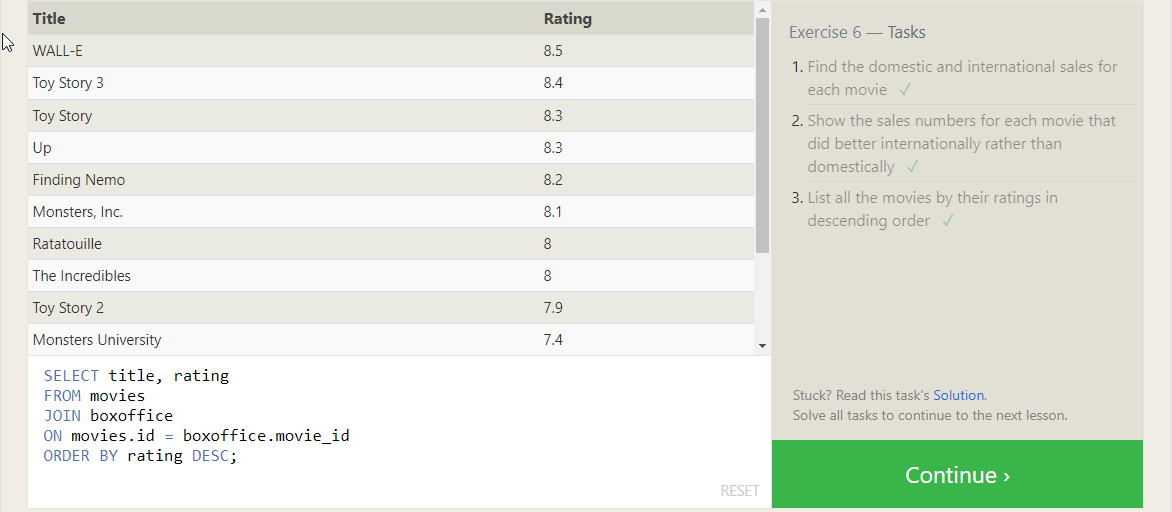 Title Rating
WALL-E 8.5
Toy Story 3 8.4
Toy Story 8.3
Up 8.3
Finding Nemo 8.2
Monsters, Inc. 8.1
Ratatouille 8
The Incredibles 8
Toy Story 2 7.9
Monsters University 7.4
SELECT title, rating
FROM movies
JOIN boxoffice
ON movies.id = boxoffice.movie_id
ORDER BY rating DESC;
RESET
Exercise 6 — Tasks
1. Find the domestic and international sales for
each movie ✓
2. Show the sales numbers for each movie that
did better internationally rather than
domestically ✓
3. List all the movies by their ratings in
descending order ✓
Stuck? Read this task's Solution.
Solve all tasks to continue to the next lesson.
Continue ›